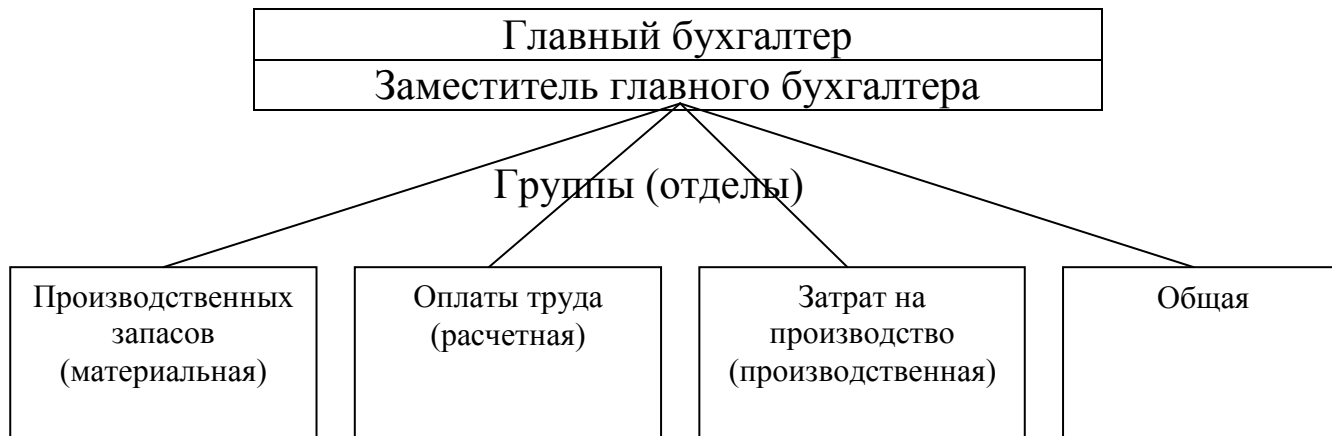 Главный бухгалтер
Заместитель главного бухгалтера
Группы (отделы)
Производственных
запасов
(материальная)
Оплаты труда
(расчетная)
Затрат на
производство
(производственная)
Общая